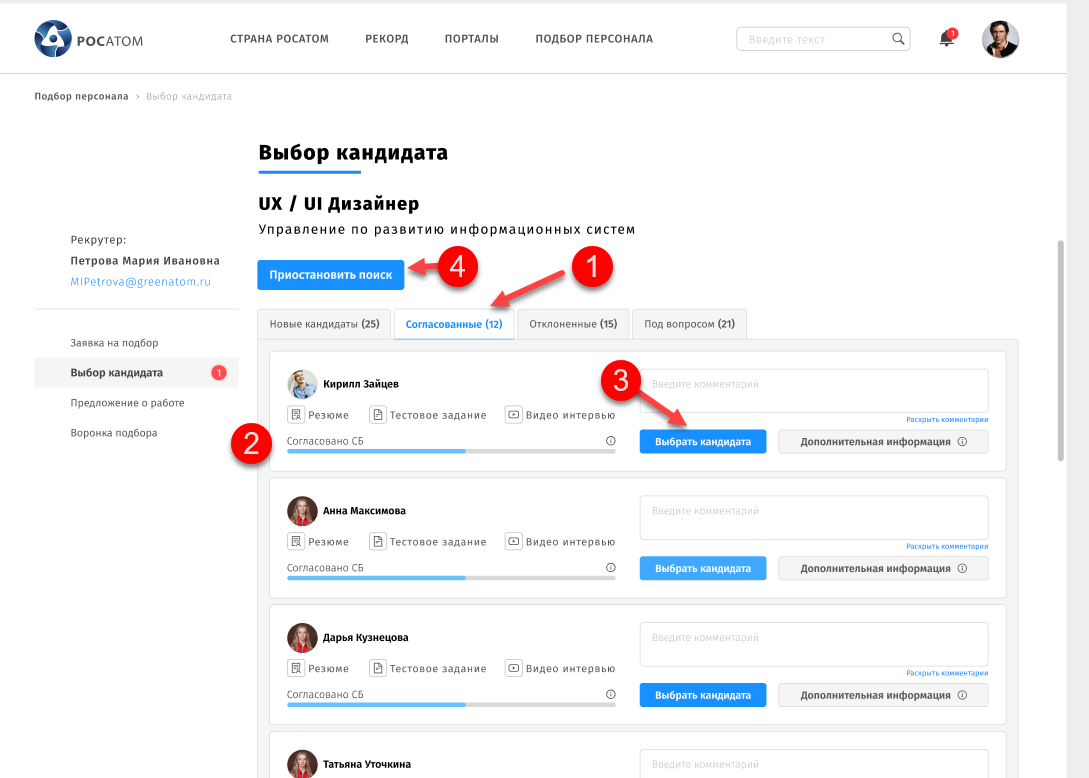 РОСАТОМ СТРАНА РОСАТОМ РЕКОРД ПОРТАЛЫ ПОДБОР ПЕРСОНАЛА Введите текст 1
Подбор персонала › Выбор кандидата
Выбор кандидата
UX / UI Дизайнер
Управление по развитию информационных систем
Рекрутер:
Петрова Мария Ивановна
MIPetrova@greenatom.ru
Заявка на подбор
Выбор кандидата 1
Предложение о работе
Воронка подбора
Приостановить поиск 4 1
Новые кандидаты (25) Согласованные (12) Отклоненные (15) Под вопросом (21)
Кирилл Зайцев 3 Введите комментарий
Резюме Тестовое задание Видео интервью
Раскрыть комментарии
2 Согласовано СБ Выбрать кандидата Дополнительная информация
Анна Максимова Введите комментарий
Резюме Тестовое задание Видео интервью
Раскрыть комментарии
Согласовано СБ Выбрать кандидата Дополнительная информация
Дарья Кузнецова Введите комментарий
Резюме Тестовое задание Видео интервью
Раскрыть комментарии
Согласовано СБ Выбрать кандидата Дополнительная информация
Татьяна Уточкина Введите комментарий